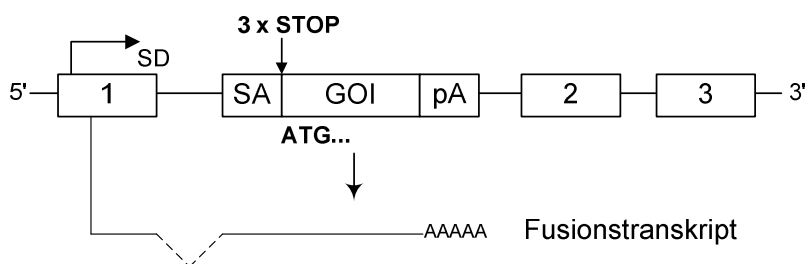 3 x STOP
SD
5' 1 SA GOI pA 2 3 3'
ATG...
AAAAA Fusionstranskript